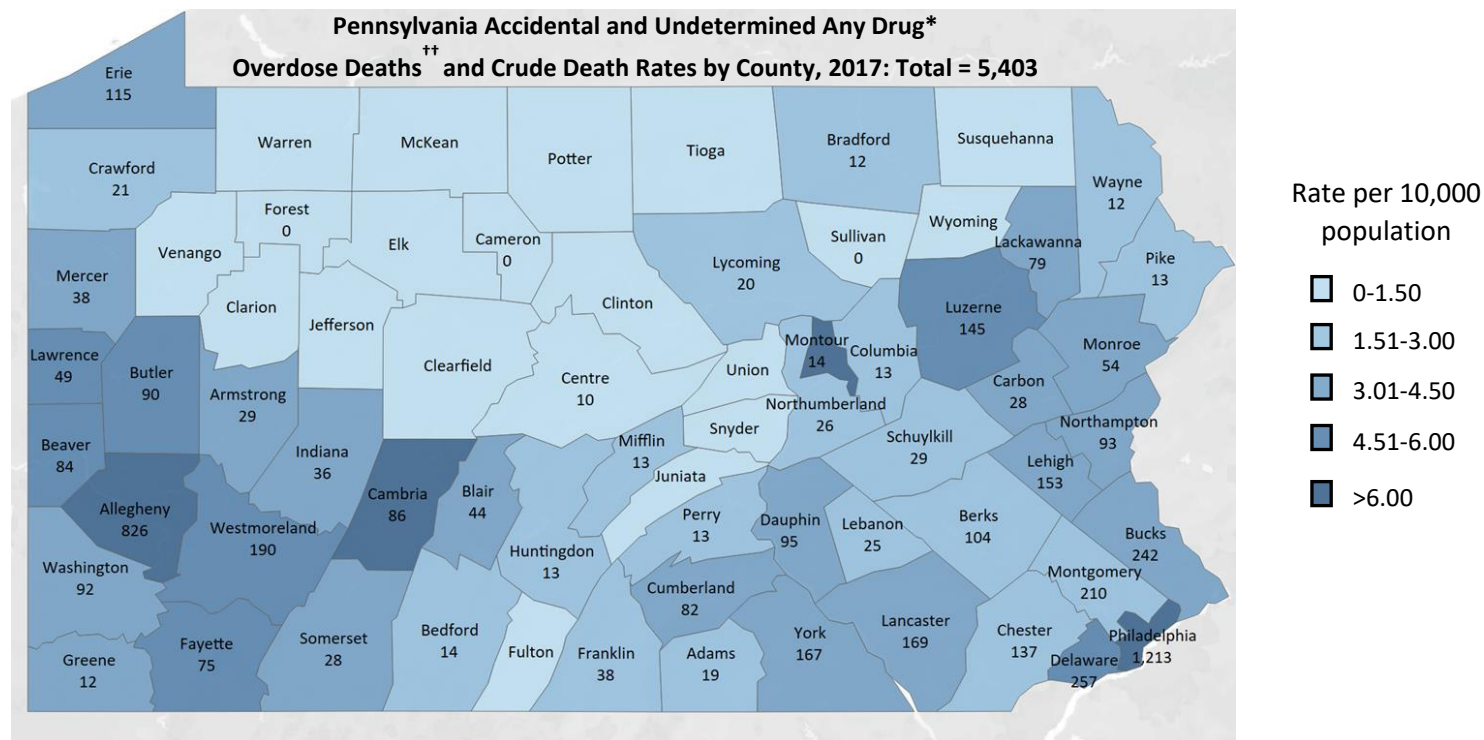 Pennsylvania Accidental and Undetermined Any Drug*
Overdose Deaths†† and Crude Death Rates by County, 2017: Total = 5,403
Erie
115
Warren
McKean
Potter
Tioga
Bradford
12
Susquehanna
Crawford
21
Wayne
12
Forest
0
Venango
Elk
Cameron
0
Sullivan
0
Wyoming
Lackawanna
79
Mercer
38
Lycoming
20
Pike
13
Clarion
Jefferson
Clinton
Luzerne
145
Lawrence
49
Butler
90
Armstrong
29
Clearfield
Centre
10
Union
Montour
14
Columbia
13
Monroe
54
Carbon
28
Beaver
84
Indiana
36
Snyder
Northumberland
26
Schuylkill
29
Northampton
93
Mifflin
13
Lehigh
153
Juniata
Allegheny
826
Westmoreland
190
Cambria
86
Blair
44
Huntingdon
13
Perry
13
Dauphin
95
Lebanon
25
Berks
104
Bucks
242
Washington
92
Cumberland
82
Montgomery
210
Greene
12
Fayette
75
Somerset
28
Bedford
14
Fulton
Franklin
38
Adams
19
York
167
Lancaster
169
Chester
137
Delaware
257
Philadelphia
1,213
Rate per 10,000
population
0-1.50
1.51-3.00
3.01-4.50
4.51-6.00
>6.00